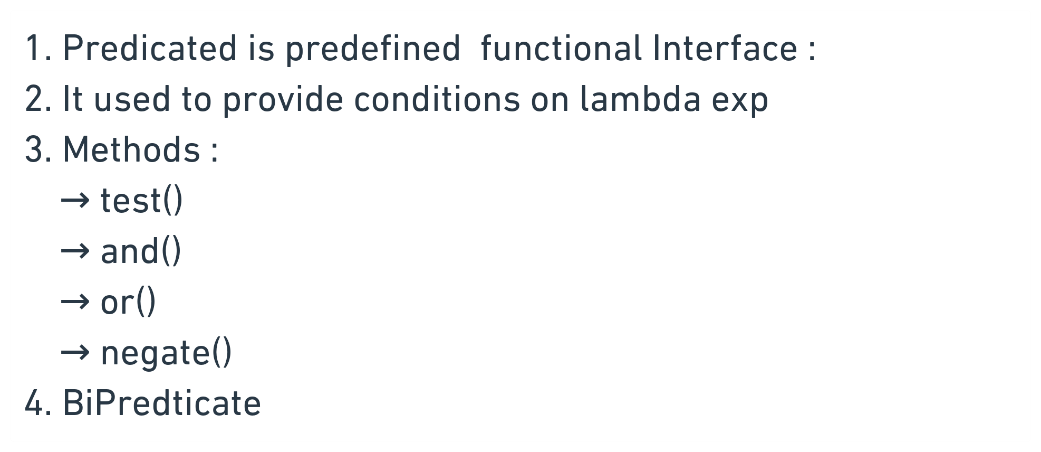 1. Predicated is predefined  functional Interface :
2. It used to provide conditions on lambda exp
3. Methods :
→ test()
→ and()
→ or()
→ negate()
4. BiPredticate